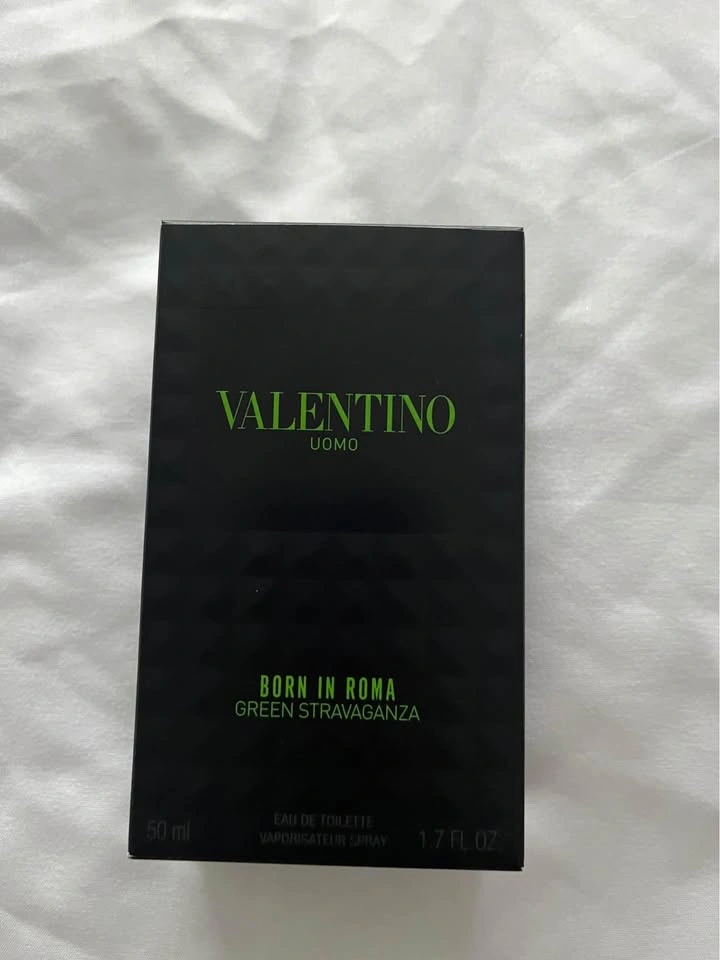 VALENTINO
UOMO
BORN IN ROMA
GREEN STRAVAGANZA
EAU DE TOILETTE
50 ml VAPORISATEUR SPRAY 1.7 FL. OZ.